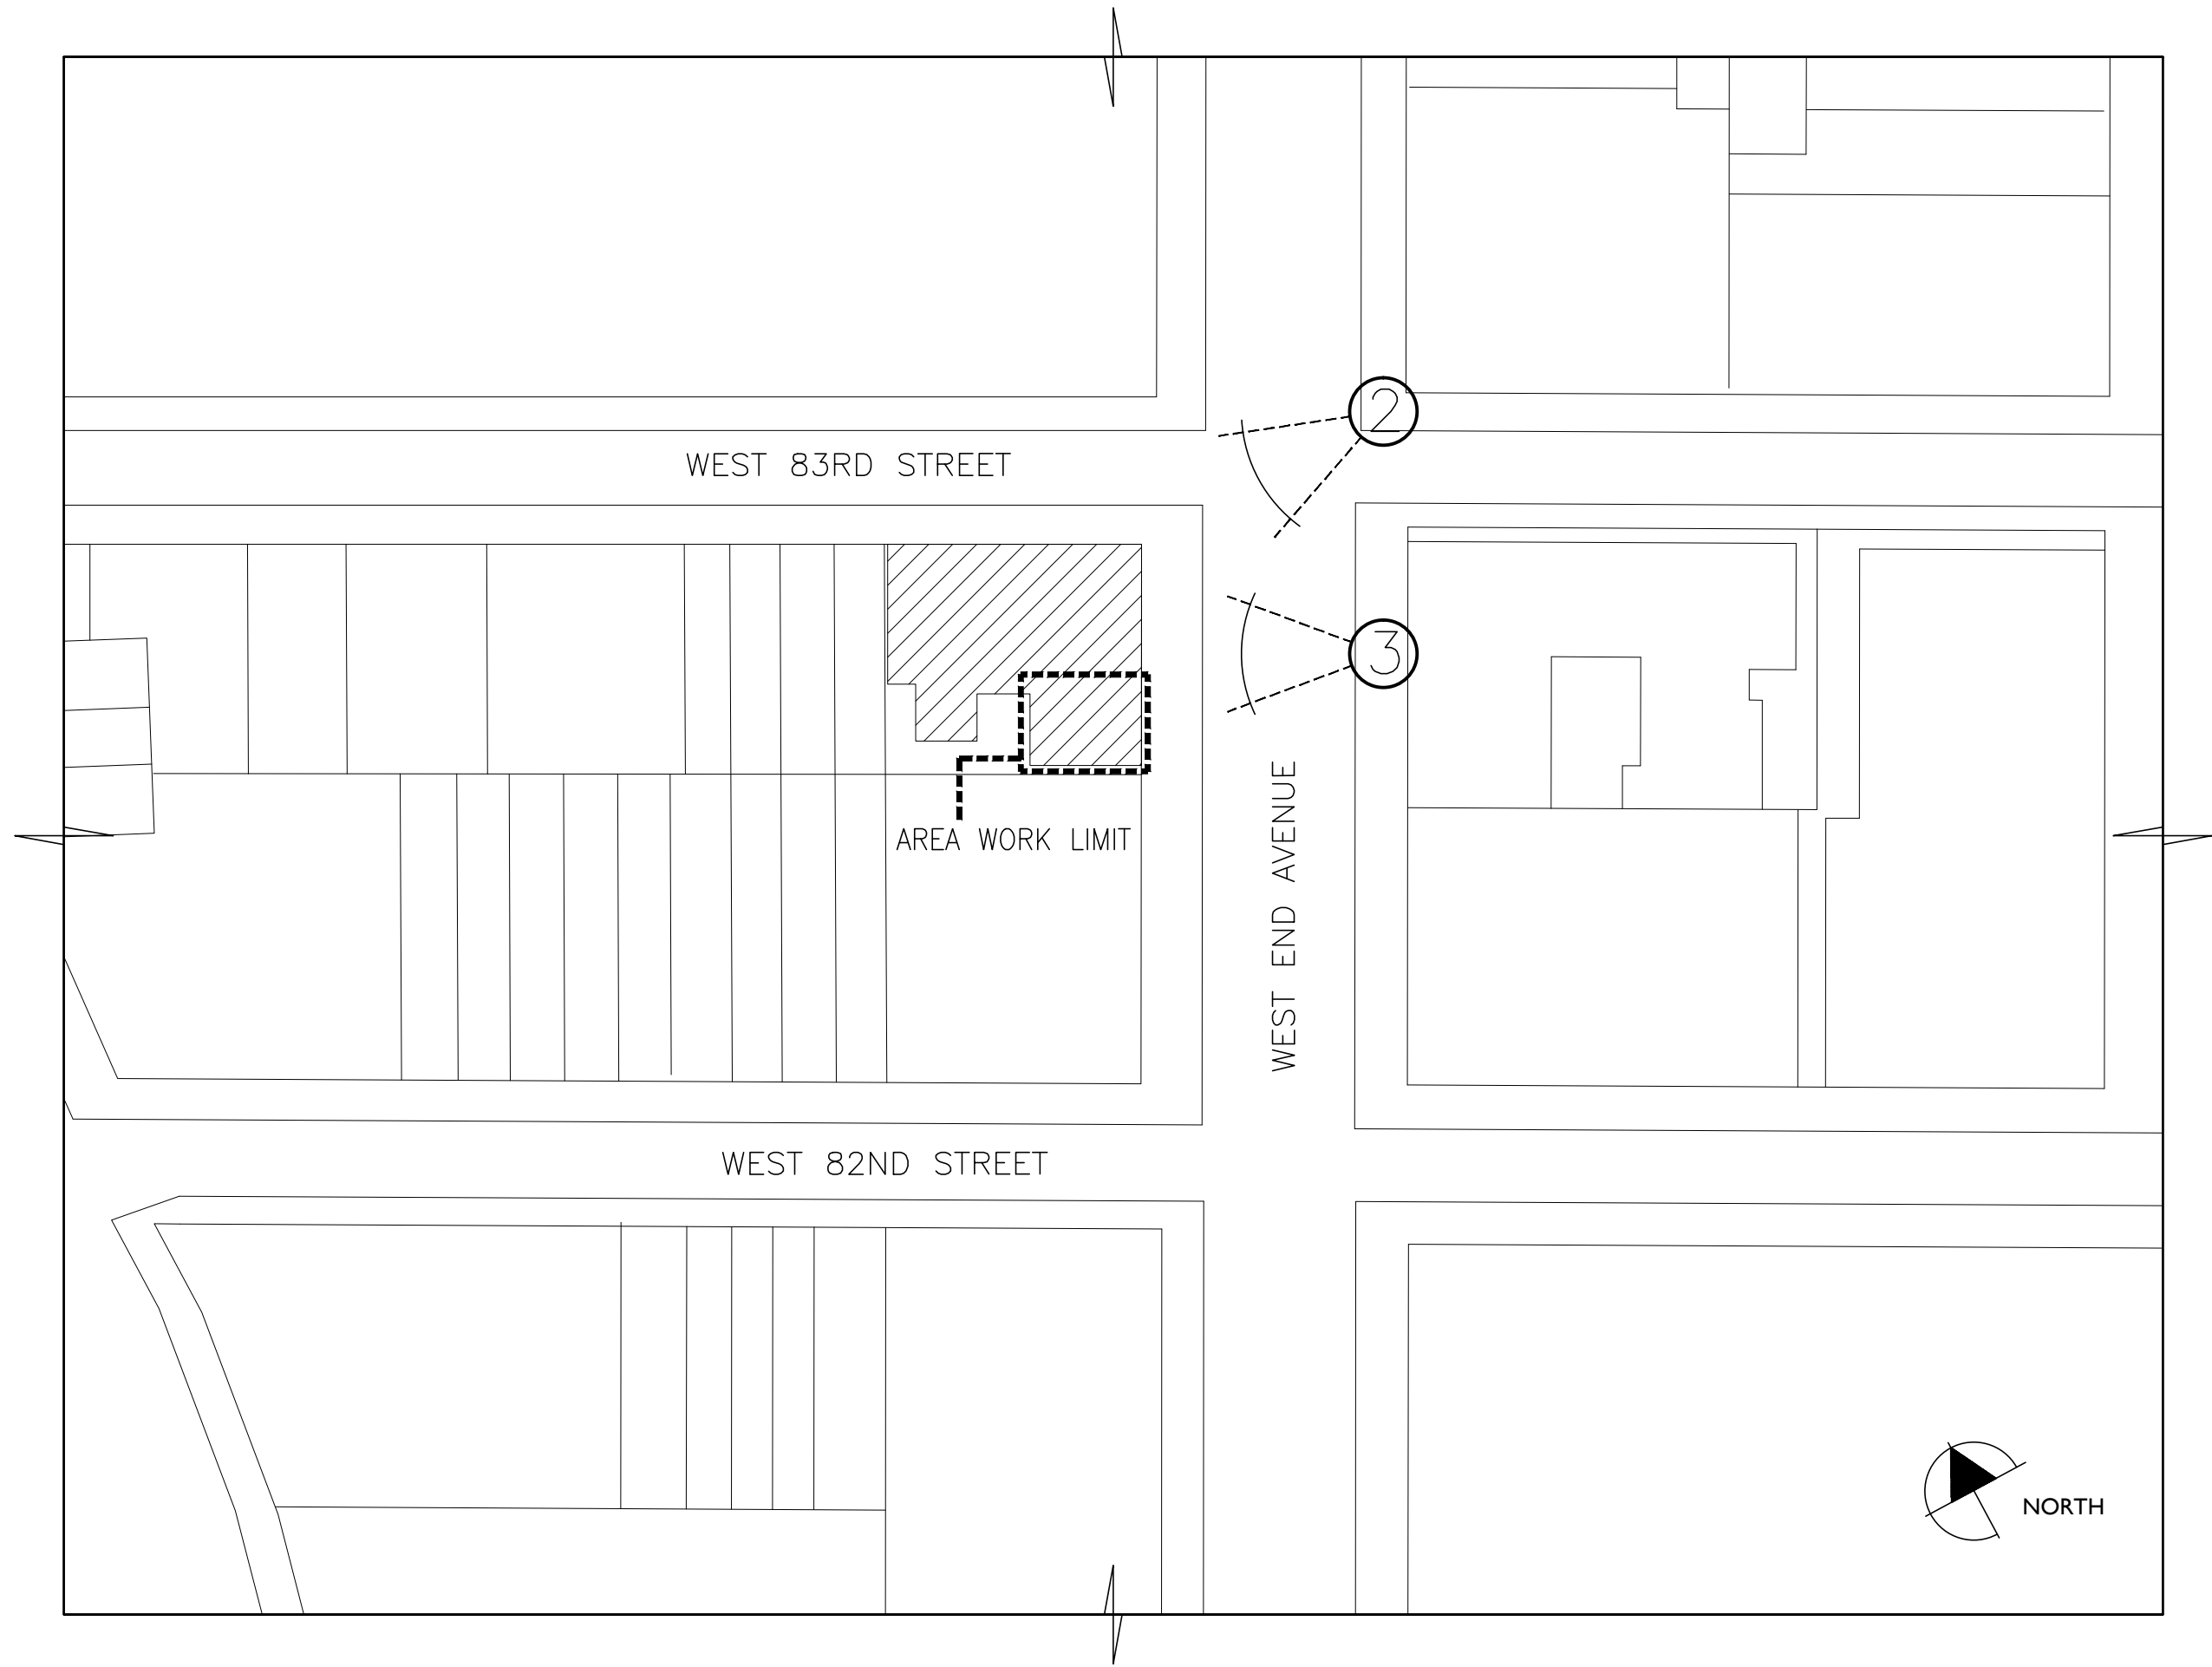 2
WEST 83RD STREET
3
AREA WORK LIMIT
WEST END AVENUE
WEST 82ND STREET
NORTH